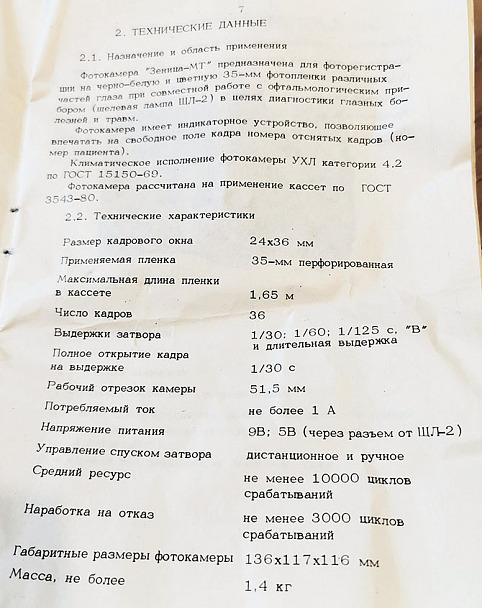 7
2. ТЕХНИЧЕСКИЕ ДАННЫЕ
2.1. Назначение и область применения
Фотокамера "Зеница-МТ" предназначена для фоторегистра-
ции на черно-белую и цветную 35-мм фотопленки различных
частей глаза при совместной работе с офтальмологическим при-
бором (щелевая лампа ЩЛ-2) в целях диагностики глазных бо-
лезней и травм.
Фотокамера имеет индикаторное устройство, позволяющее
впечатать на свободное поле кадра номера отснятых кадров (но-
мер пациента).
Климатическое исполнение фотокамеры УХЛ категории 4.2
по ГОСТ 15150-69.
Фотокамера рассчитана на применение кассет по ГОСТ
3543-80.
2.2. Технические характеристики
Размер кадрового окна 24х36 мм
Применяемая пленка 35-мм перфорированная
Максимальная длина пленки
в кассете 1,65 м
Число кадров 36
Выдержки затвора 1/30; 1/60; 1/125 с, "В"
и длительная выдержка
Полное открытие кадра
на выдержке 1/30 с
Рабочий отрезок камеры 51,5 мм
Потребляемый ток не более 1 А
Напряжение питания 9В; 5В (через разъем от ЩЛ-2)
Управление спуском затвора дистанционное и ручное
Средний ресурс не менее 10000 циклов
срабатываний
Наработка на отказ не менее 3000 циклов
срабатываний
Габаритные размеры фотокамеры 136х117х116 мм
Масса, не более 1,4 кг